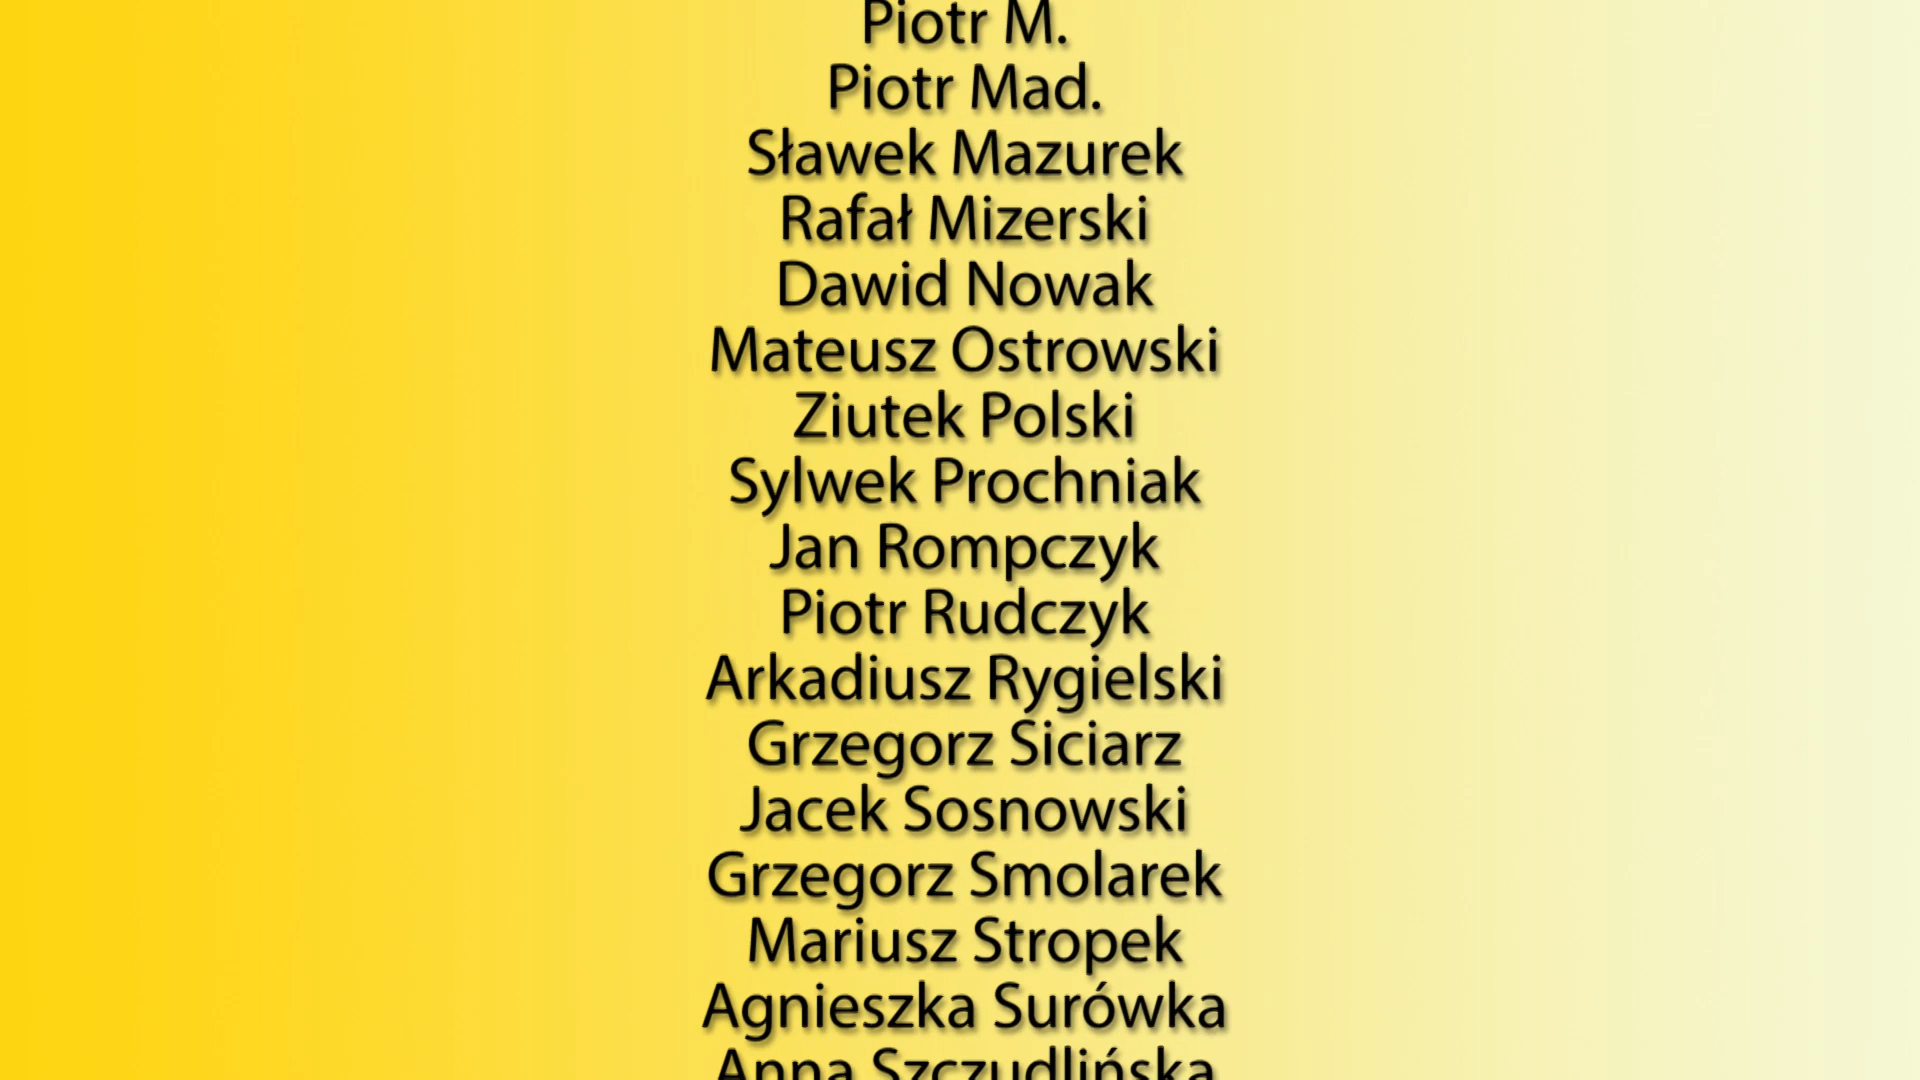 Piotr M.
Piotr Mad.
Sławek Mazurek
Rafał Mizerski
Dawid Nowak
Mateusz Ostrowski
Ziutek Polski
Sylwek Prochniak
Jan Rompczyk
Piotr Rudczyk
Arkadiusz Rygielski
Grzegorz Siciarz
Jacek Sosnowski
Grzegorz Smolarek
Mariusz Stropek
Agnieszka Surówka
Anna Szczudlińska